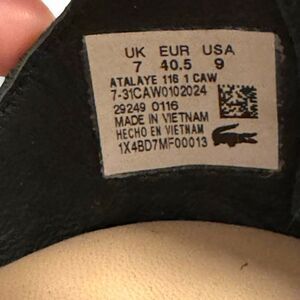 UK EUR USA
7 40.5 9
ATALAYE 116 1 CAW
7-31CAW0102024
29249 0116
MADE IN VIETNAM
HECHO EN VIETNAM
1X4BD7MF00013